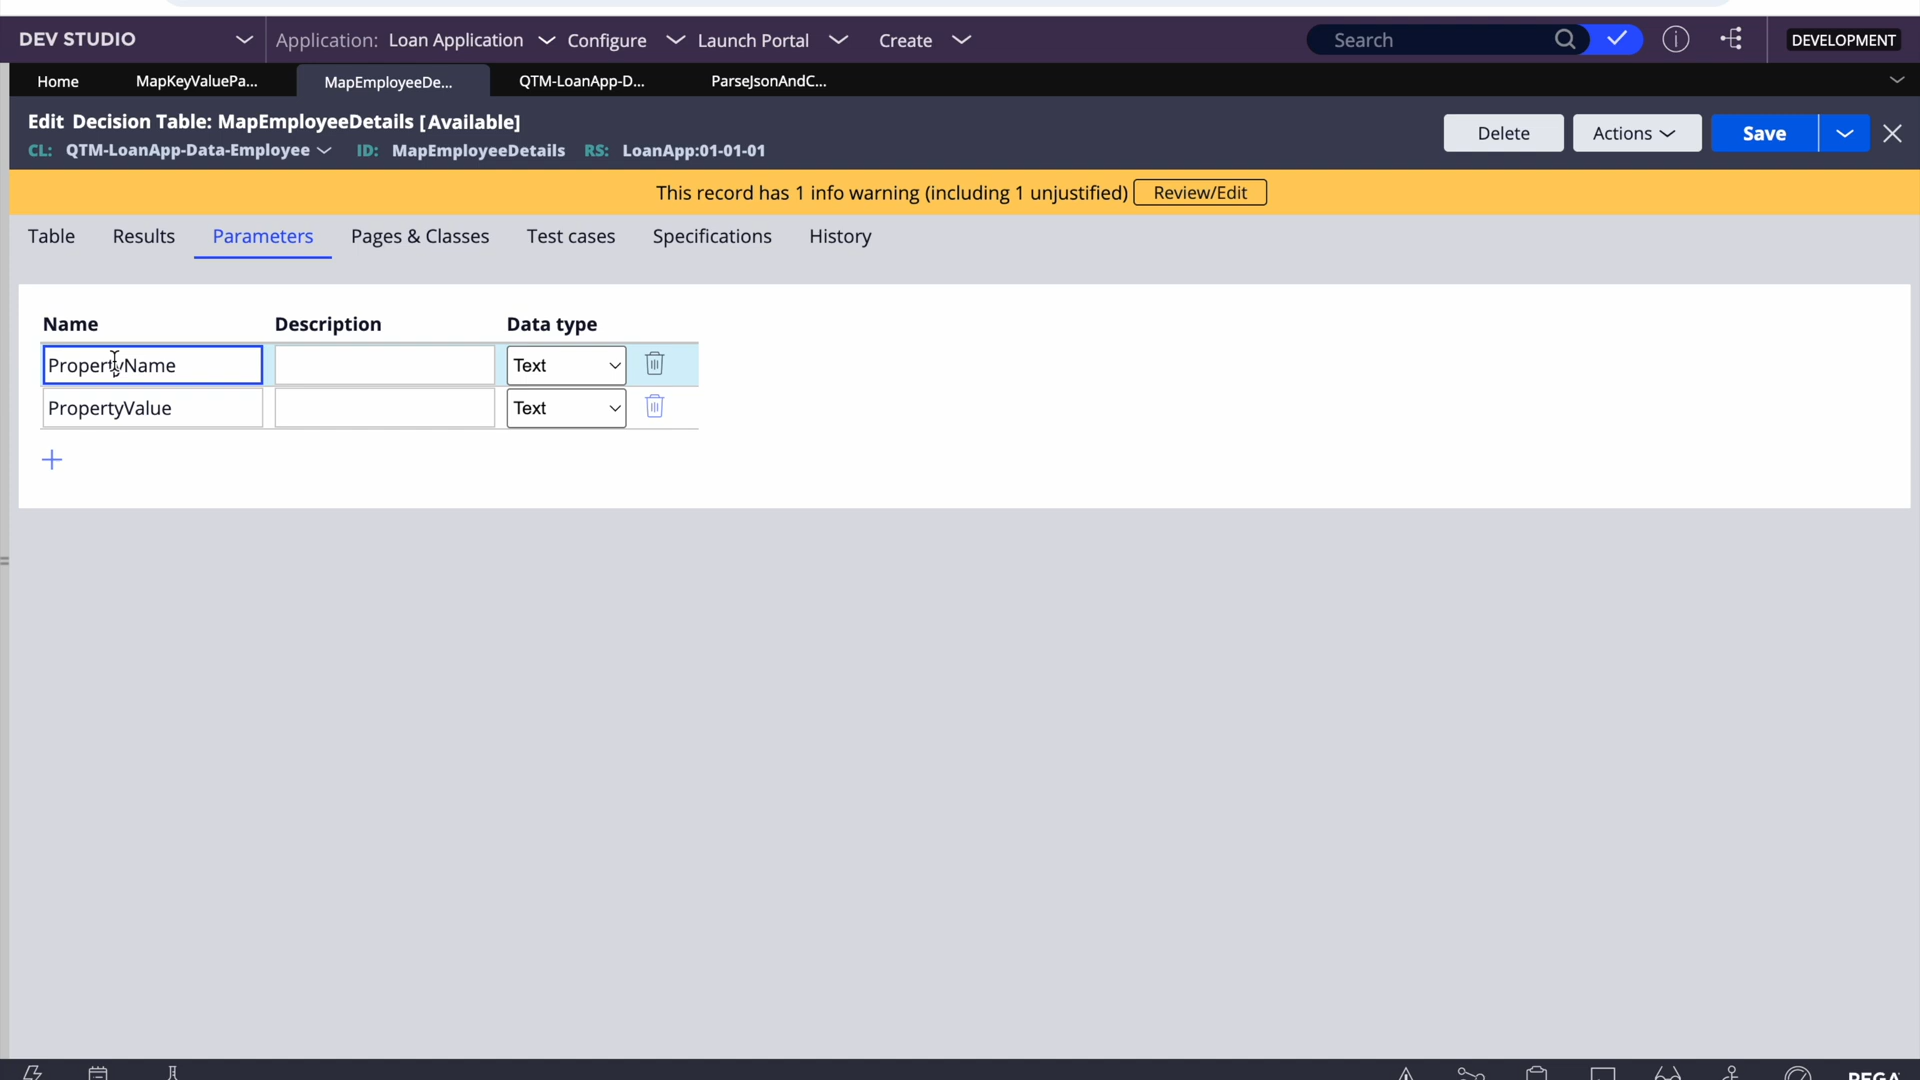 DEV STUDIO Application: Loan Application Configure Launch Portal Create Search DEVELOPMENT
Home MapKeyValuePa... MapEmployeeDe... QTM-LoanApp-D... ParseJsonAndC...
Edit Decision Table: MapEmployeeDetails [Available]
CL: QTM-LoanApp-Data-Employee ID: MapEmployeeDetails RS: LoanApp:01-01-01
Delete Actions Save
This record has 1 info warning (including 1 unjustified) Review/Edit
Table Results Parameters Pages & Classes Test cases Specifications History
Name Description Data type
PropertyName Text
PropertyValue Text
PEGA